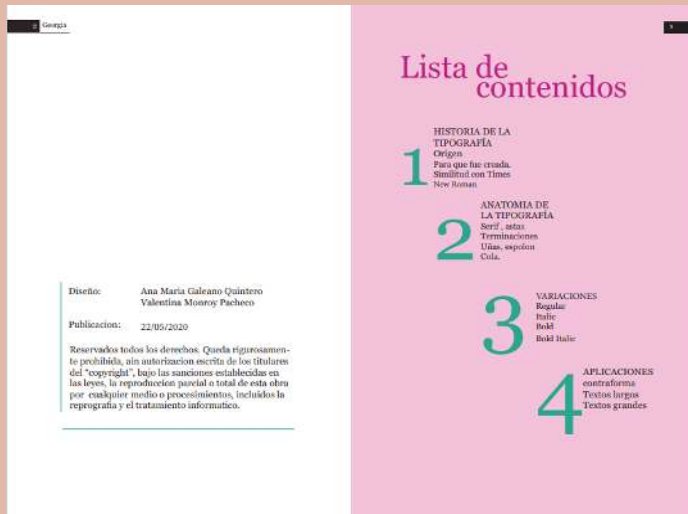 Georgia
Diseño: Ana Maria Galeano Quintero
Valentina Monroy Pacheco
Publicacion: 22/05/2020
Reservados todos los derechos. Queda rigurosamen-
te prohibida, ain autorizacion escrita de los titulares
del “copyright”, bajo las sanciones establecidas en
las leyes, la reproduccion parcial o total de esta obra
por cualquier medio o procesimientos, incluidos la
reprografia y el tratamiento informatico.
Lista de
contenidos
1
HISTORIA DE LA
TIPOGRAFÍA
Origen
Para que fue creada.
Similitud con Times
New Roman
2
ANATOMIA DE
LA TIPOGRAFÍA
Serif , astas
Terminaciones
Uñas, espolon
Cola.
3
VARIACIONES
Regular
Italic
Bold
Bold Italic
4
APLICACIONES
contraforma
Textos largos
Textos grandes